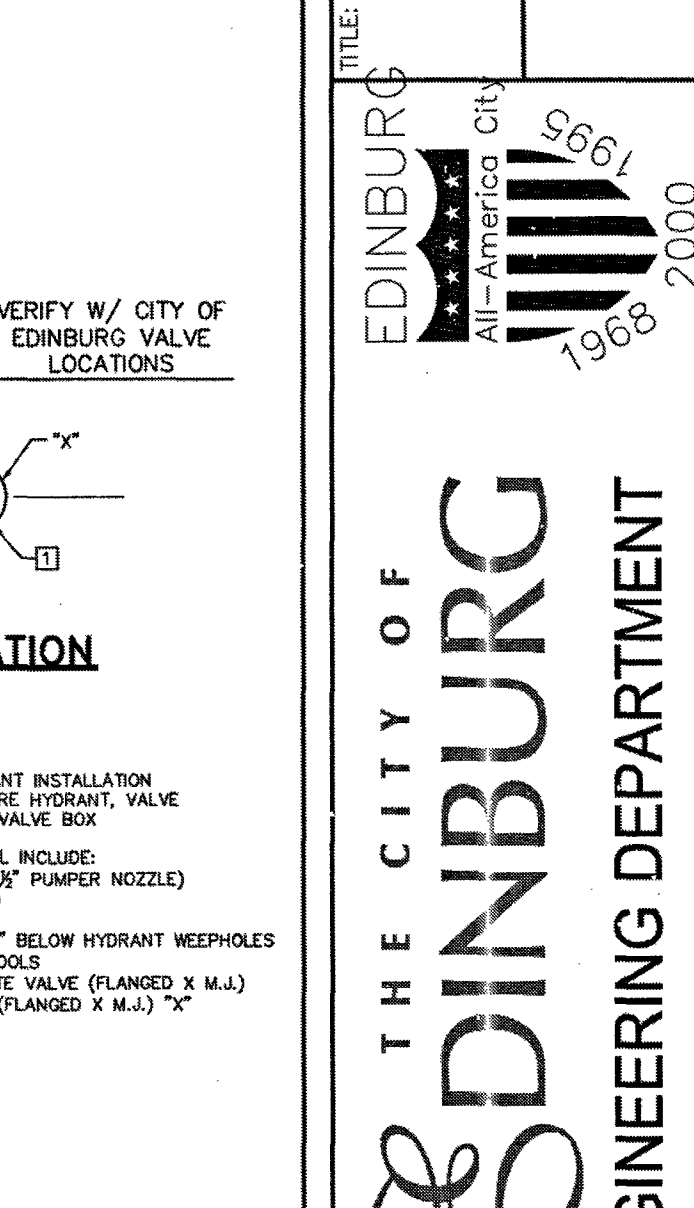 VERIFY W/ CITY OF
EDINBURG VALVE
LOCATIONS
"X"
1
ATION
ANT INSTALLATION
RE HYDRANT, VALVE
VALVE BOX
L INCLUDE:
½" PUMPER NOZZLE)
" BELOW HYDRANT WEEPHOLES
OOLS
TE VALVE (FLANGED X M.J.)
(FLANGED X M.J.) "X"
TITLE:
EDINBURG
All-America City
1968
1995
2000
THE CITY OF
EDINBURG
GINEERING DEPARTMENT